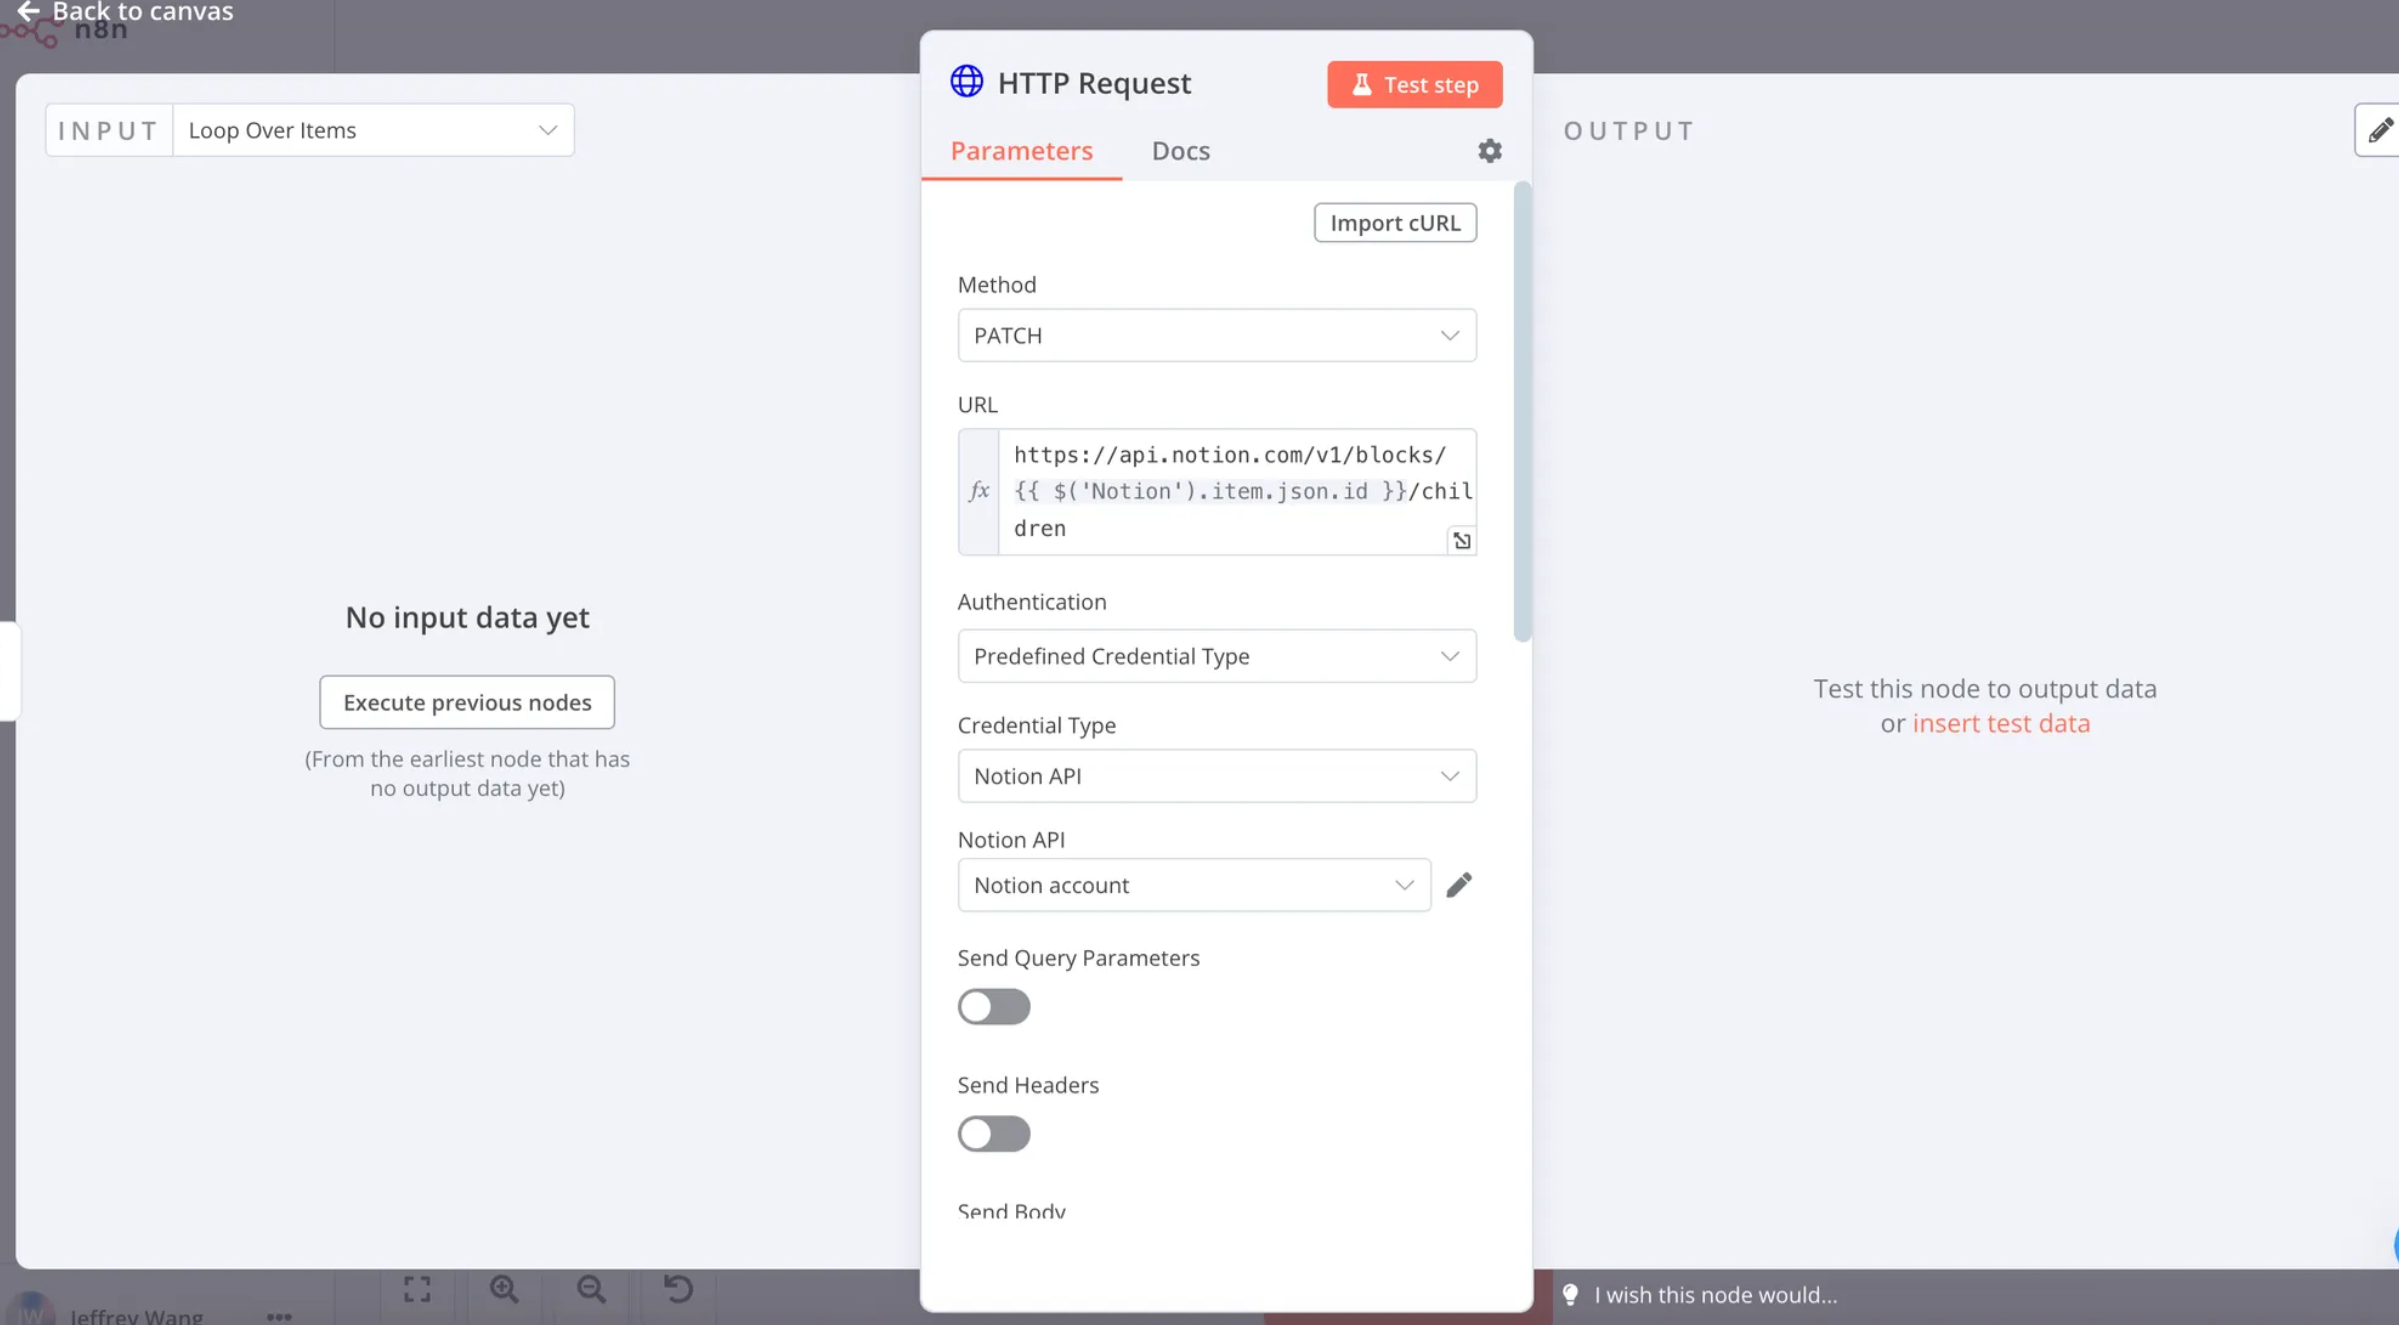 Back to canvas
n8n
INPUT
Loop Over Items
HTTP Request
Test step
Parameters
Docs
OUTPUT
Import cURL
Method
PATCH
URL
fx
https://api.notion.com/v1/blocks/
{{ $('Notion').item.json.id }}/chil
dren
Authentication
Predefined Credential Type
Credential Type
Notion API
Notion API
Notion account
Send Query Parameters
Send Headers
Send Body
No input data yet
Execute previous nodes
(From the earliest node that has
no output data yet)
Test this node to output data
or insert test data
JW
Jeffrey Wang
I wish this node would...